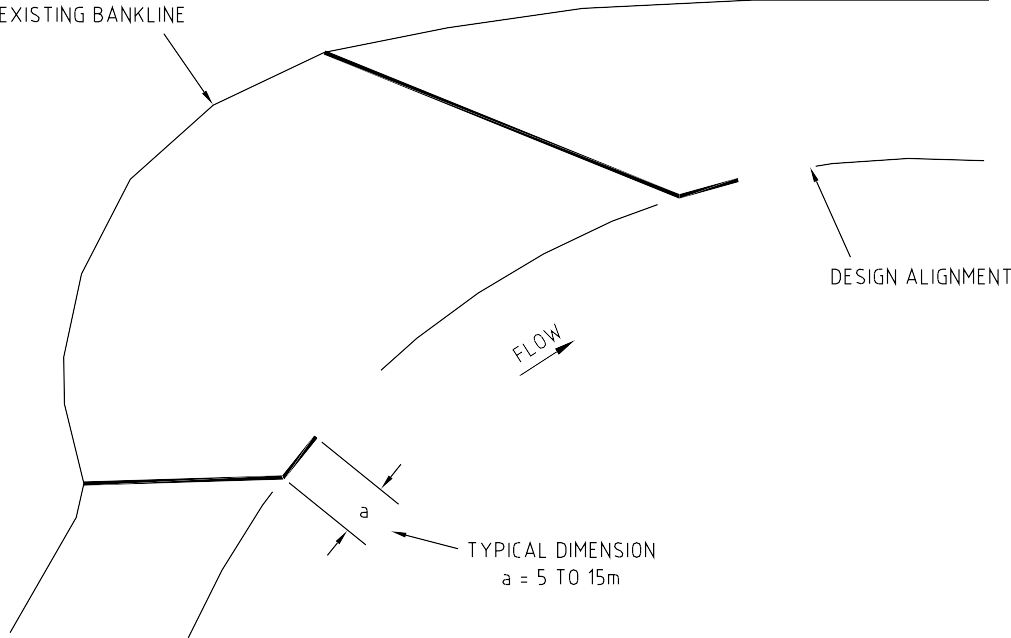 EXISTING BANKLINE
DESIGN ALIGNMENT
FLOW
a
TYPICAL DIMENSION
a = 5 TO 15m